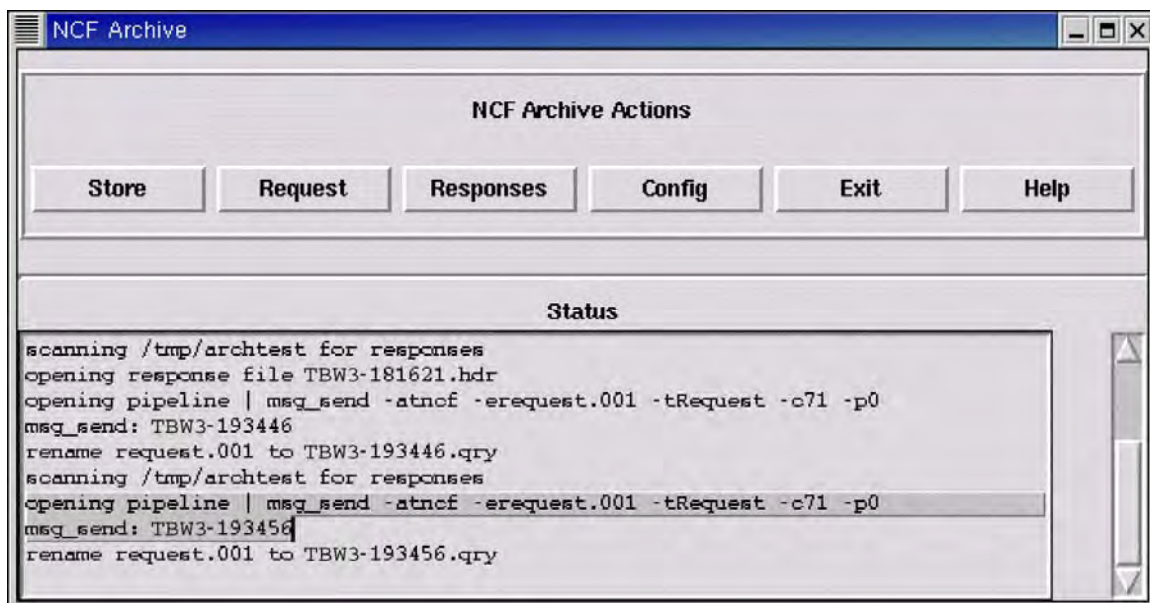 NCF Archive
NCF Archive Actions
Store Request Responses Config Exit Help
Status
scanning /tmp/archtest for responses
opening response file TBW3-181621.hdr
opening pipeline | msg_send -atncf -erequest.001 -tRequest -c71 -p0
msg_send: TBW3-193446
rename request.001 to TBW3-193446.qry
scanning /tmp/archtest for responses
opening pipeline | msg_send -atncf -erequest.001 -tRequest -c71 -p0
msg_send: TBW3-193456
rename request.001 to TBW3-193456.qry